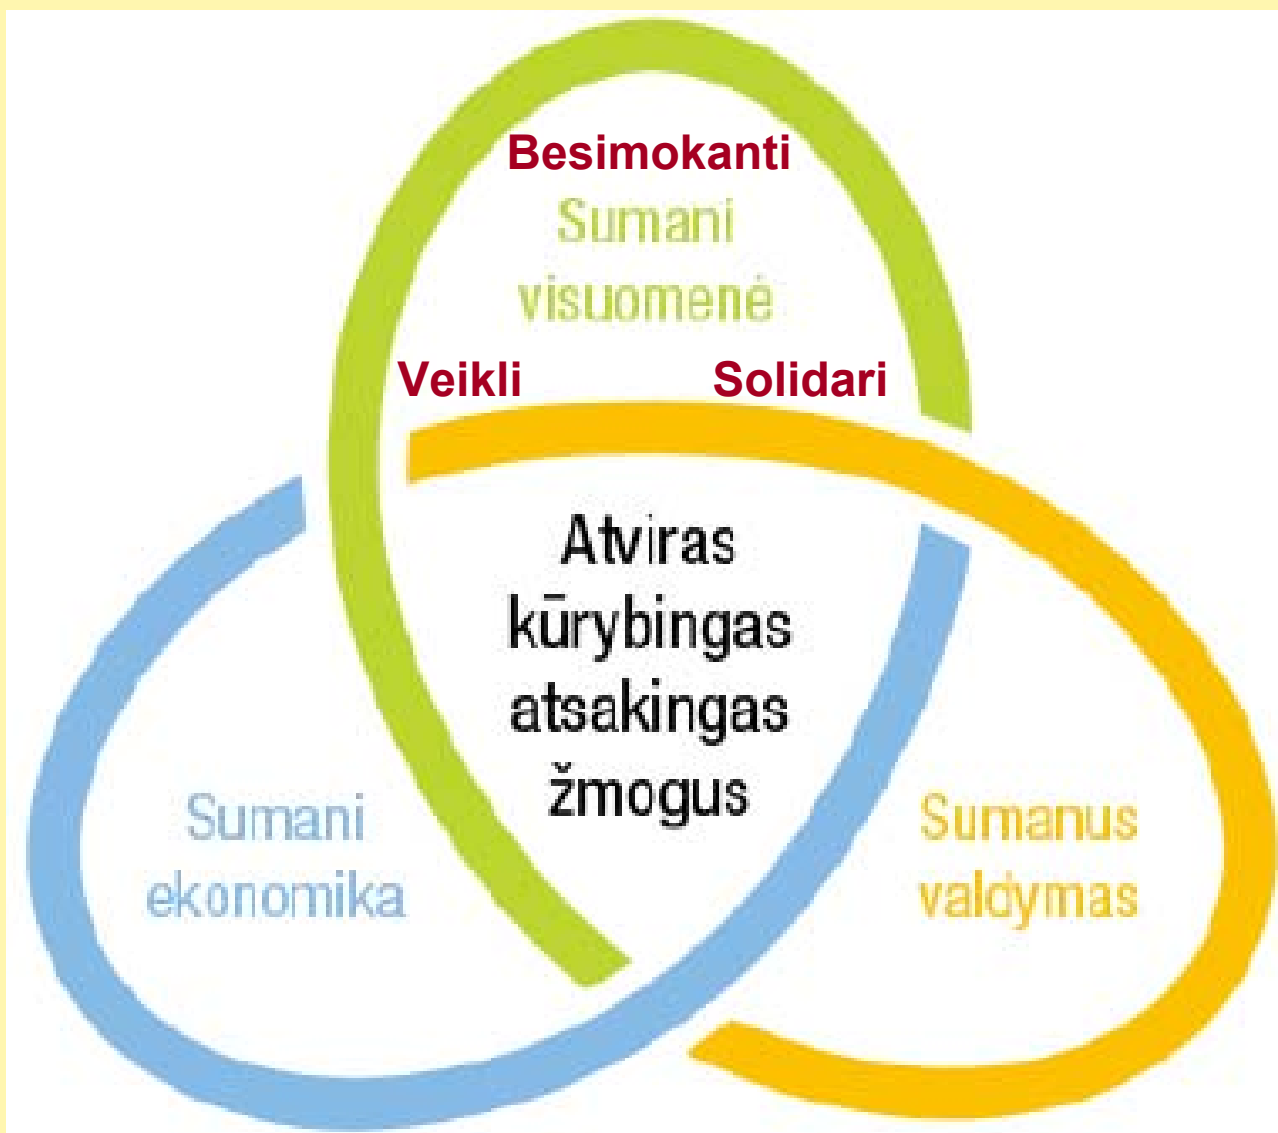 Besimokanti
Sumani
visuomenė
Veikli Solidari
Atviras
kūrybingas
atsakingas
žmogus
Sumani
ekonomika
Sumanus
valdymas